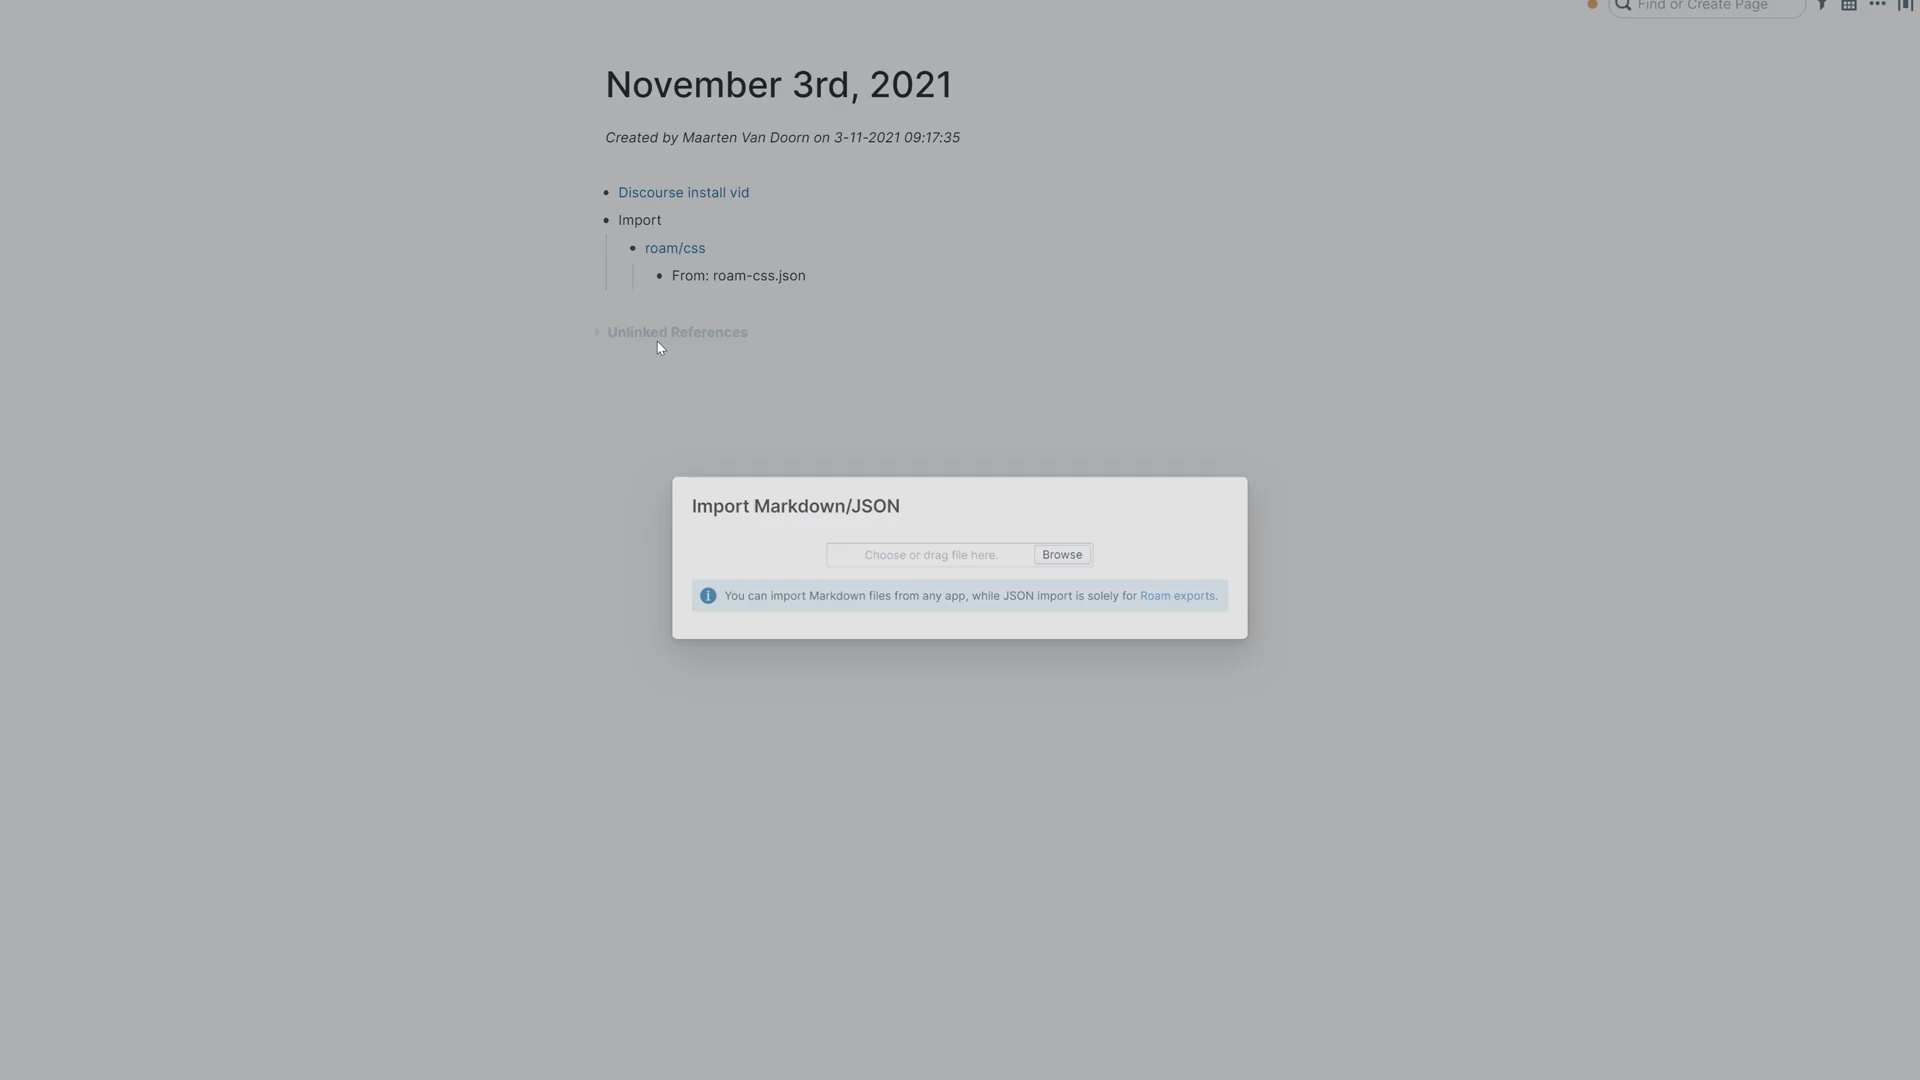 Find or Create Page
November 3rd, 2021
Created by Maarten Van Doorn on 3-11-2021 09:17:35
Discourse install vid
Import
roam/css
From: roam-css.json
Unlinked References
Import Markdown/JSON
Choose or drag file here.
Browse
You can import Markdown files from any app, while JSON import is solely for Roam exports.